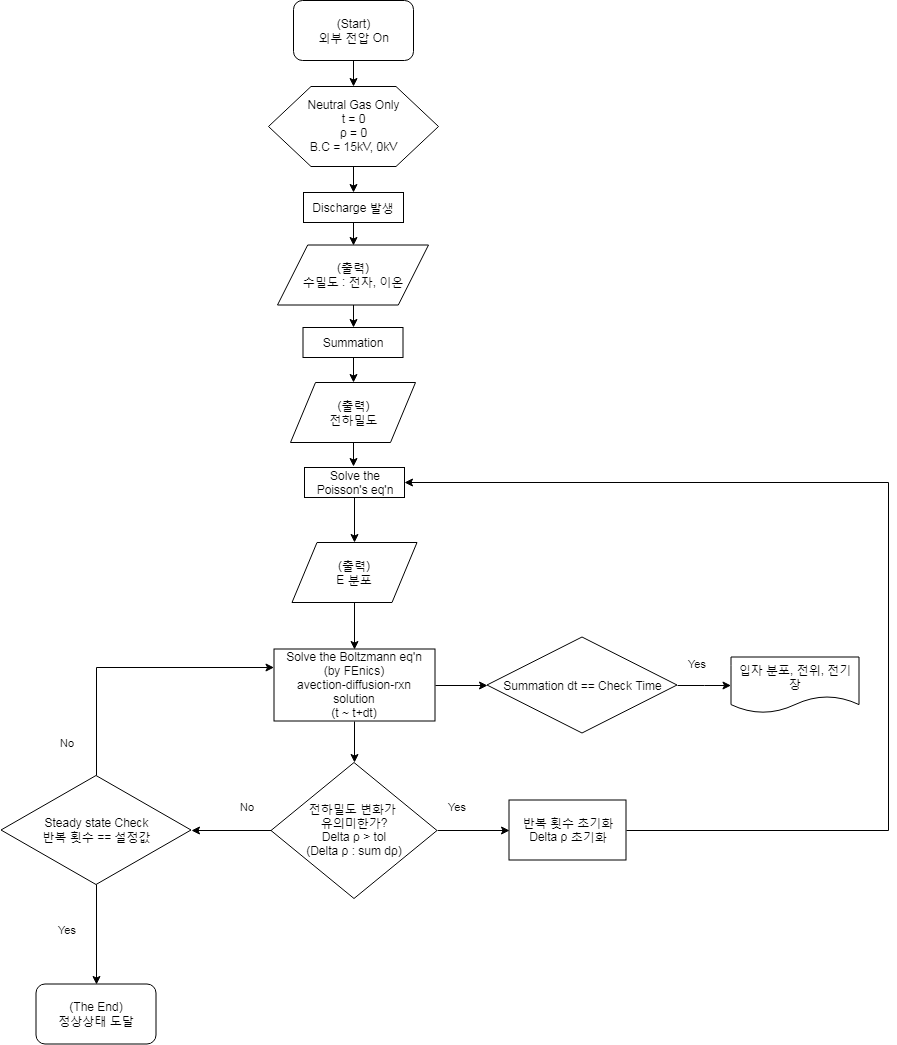 (Start)
외부 전압 On
Neutral Gas Only
t = 0
ρ = 0
B.C = 15kV, 0kV
Discharge 발생
(출력)
수밀도 : 전자, 이온
Summation
(출력)
전하밀도
Solve the
Poisson's eq'n
(출력)
E 분포
Solve the Boltzmann eq'n
(by FEnics)
avection-diffusion-rxn
solution
(t ~ t+dt)
Summation dt == Check Time
Yes
입자 분포, 전위, 전기
장
No
Steady state Check
반복 횟수 == 설정값
No
전하밀도 변화가
유의미한가?
Delta ρ > tol
(Delta ρ : sum dρ)
Yes
반복 횟수 초기화
Delta ρ 초기화
Yes
(The End)
정상상태 도달